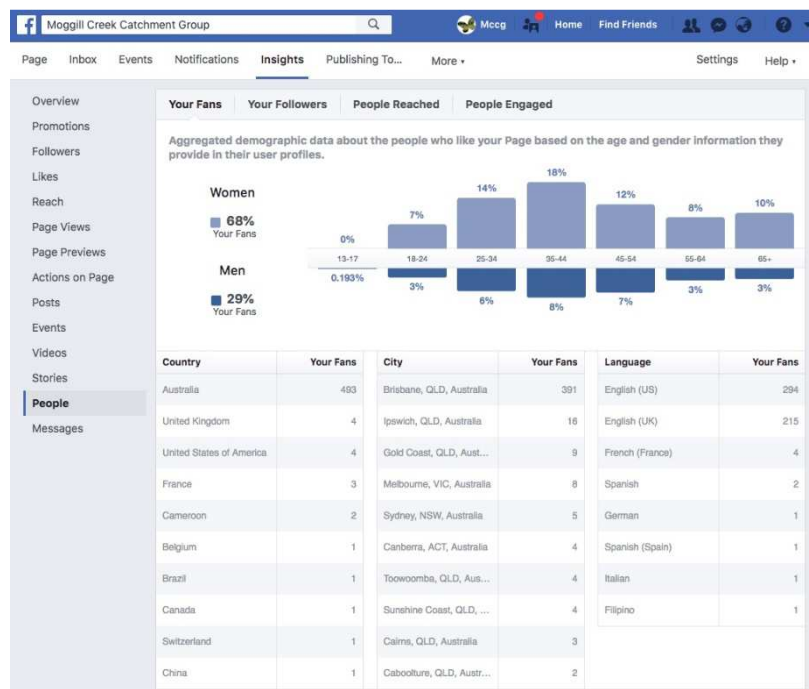 f Moggill Creek Catchment Group Mccg Home Find Friends
Page Inbox Events Notifications Insights Publishing To... More Settings Help
Overview
Promotions
Followers
Likes
Reach
Page Views
Page Previews
Actions on Page
Posts
Events
Videos
Stories
People
Messages
Your Fans Your Followers People Reached People Engaged
Aggregated demographic data about the people who like your Page based on the age and gender information they
provide in their user profiles.
Women
68%
Your Fans
0% 7% 14% 18% 12% 8% 10%
13-17 18-24 25-34 35-44 45-54 55-64 65+
Men
29%
Your Fans
0.193% 3% 6% 8% 7% 3% 3%
Country Your Fans
Australia 493
United Kingdom 4
United States of America 4
France 3
Cameroon 2
Belgium 1
Brazil 1
Canada 1
Switzerland 1
China 1
City Your Fans
Brisbane, QLD, Australia 391
Ipswich, QLD, Australia 16
Gold Coast, QLD, Aust... 9
Melbourne, VIC, Australia 8
Sydney, NSW, Australia 5
Canberra, ACT, Australia 4
Toowoomba, QLD, Aus... 4
Sunshine Coast, QLD, ... 4
Cairns, QLD, Australia 3
Caboolture, QLD, Austr... 2
Language Your Fans
English (US) 294
English (UK) 215
French (France) 4
Spanish 2
German 1
Spanish (Spain) 1
Italian 1
Filipino 1